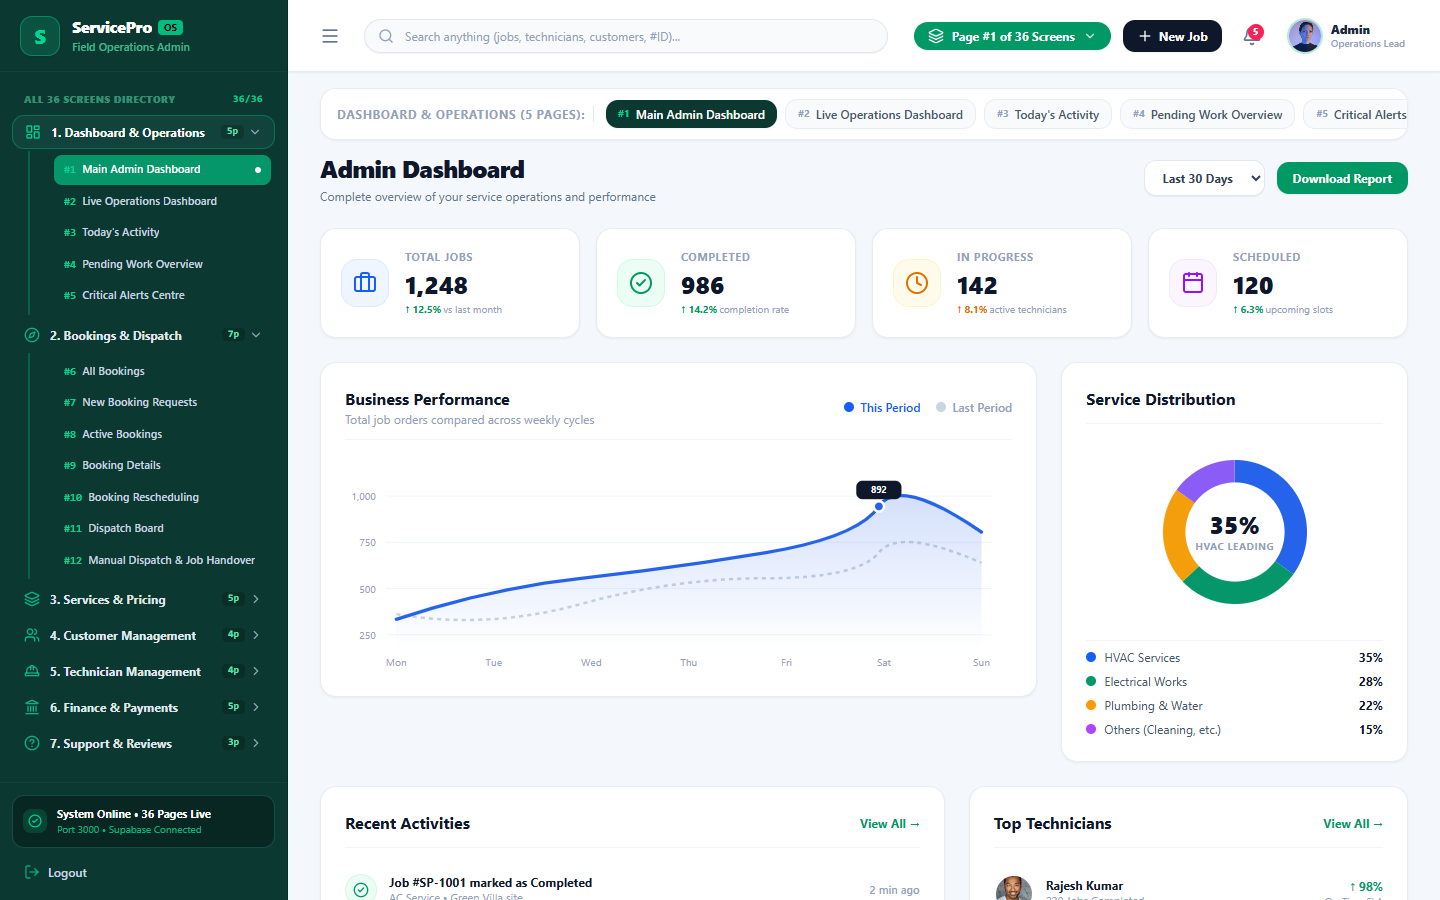 S
ServicePro OS
Field Operations Admin
ALL 36 SCREENS DIRECTORY 36/36
1. Dashboard & Operations 5p
#1 Main Admin Dashboard
#2 Live Operations Dashboard
#3 Today's Activity
#4 Pending Work Overview
#5 Critical Alerts Centre
2. Bookings & Dispatch 7p
#6 All Bookings
#7 New Booking Requests
#8 Active Bookings
#9 Booking Details
#10 Booking Rescheduling
#11 Dispatch Board
#12 Manual Dispatch & Job Handover
3. Services & Pricing 5p
4. Customer Management 4p
5. Technician Management 4p
6. Finance & Payments 5p
7. Support & Reviews 3p
System Online • 36 Pages Live
Port 3000 • Supabase Connected
Logout
Search anything (jobs, technicians, customers, #ID)...
Page #1 of 36 Screens
New Job
5
Admin
Operations Lead
DASHBOARD & OPERATIONS (5 PAGES):
#1 Main Admin Dashboard
#2 Live Operations Dashboard
#3 Today's Activity
#4 Pending Work Overview
#5 Critical Alerts
Admin Dashboard
Complete overview of your service operations and performance
Last 30 Days
Download Report
TOTAL JOBS
1,248
↑ 12.5% vs last month
COMPLETED
986
↑ 14.2% completion rate
IN PROGRESS
142
↑ 8.1% active technicians
SCHEDULED
120
↑ 6.3% upcoming slots
Business Performance
Total job orders compared across weekly cycles
This Period
Last Period
892
1,000
750
500
250
Mon Tue Wed Thu Fri Sat Sun
Service Distribution
35%
HVAC LEADING
HVAC Services 35%
Electrical Works 28%
Plumbing & Water 22%
Others (Cleaning, etc.) 15%
Recent Activities
View All →
Job #SP-1001 marked as Completed
AC Service • Green Villa site
2 min ago
Top Technicians
View All →
Rajesh Kumar
↑ 98%